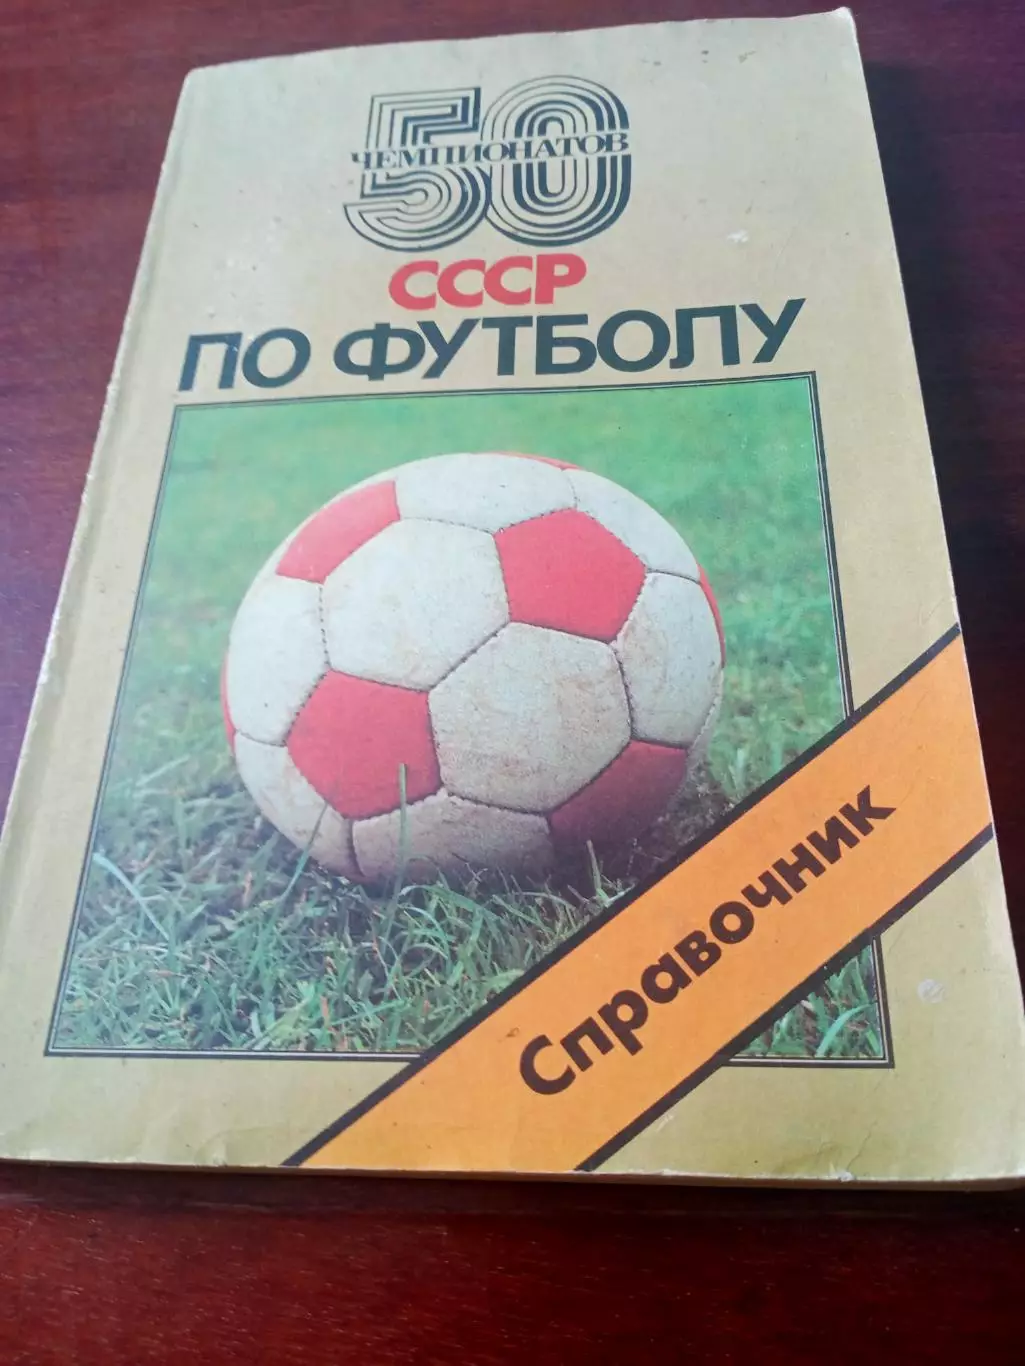 50
ЧЕМПИОНАТОВ
СССР
ПО ФУТБОЛУ
Справочник